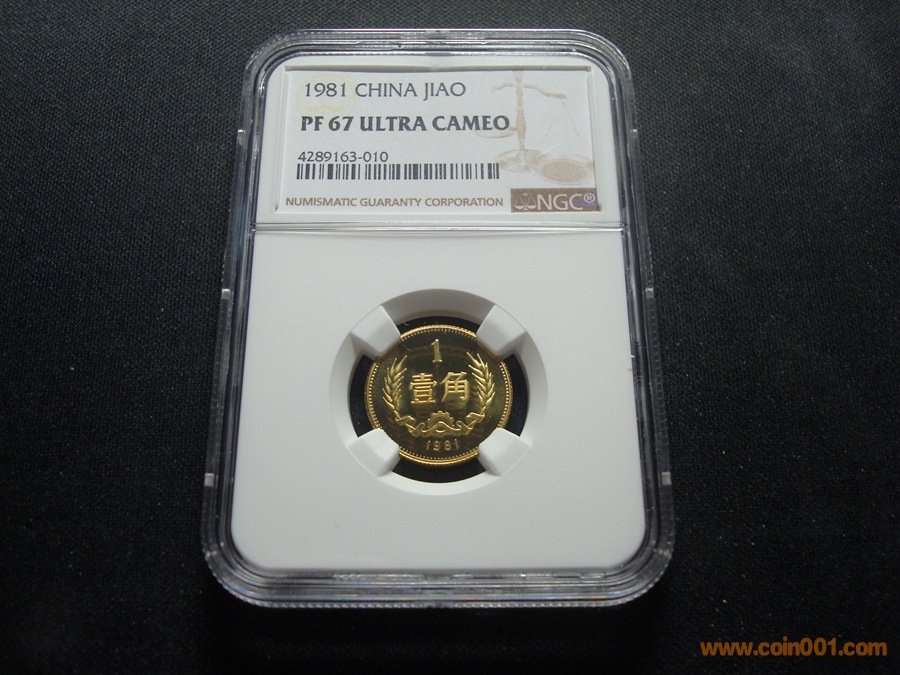 1981 CHINA JIAO
PF 67 ULTRA CAMEO
4289163-010
NUMISMATIC GUARANTY CORPORATION NGC®
1
壹角
1981
www.coin001.com